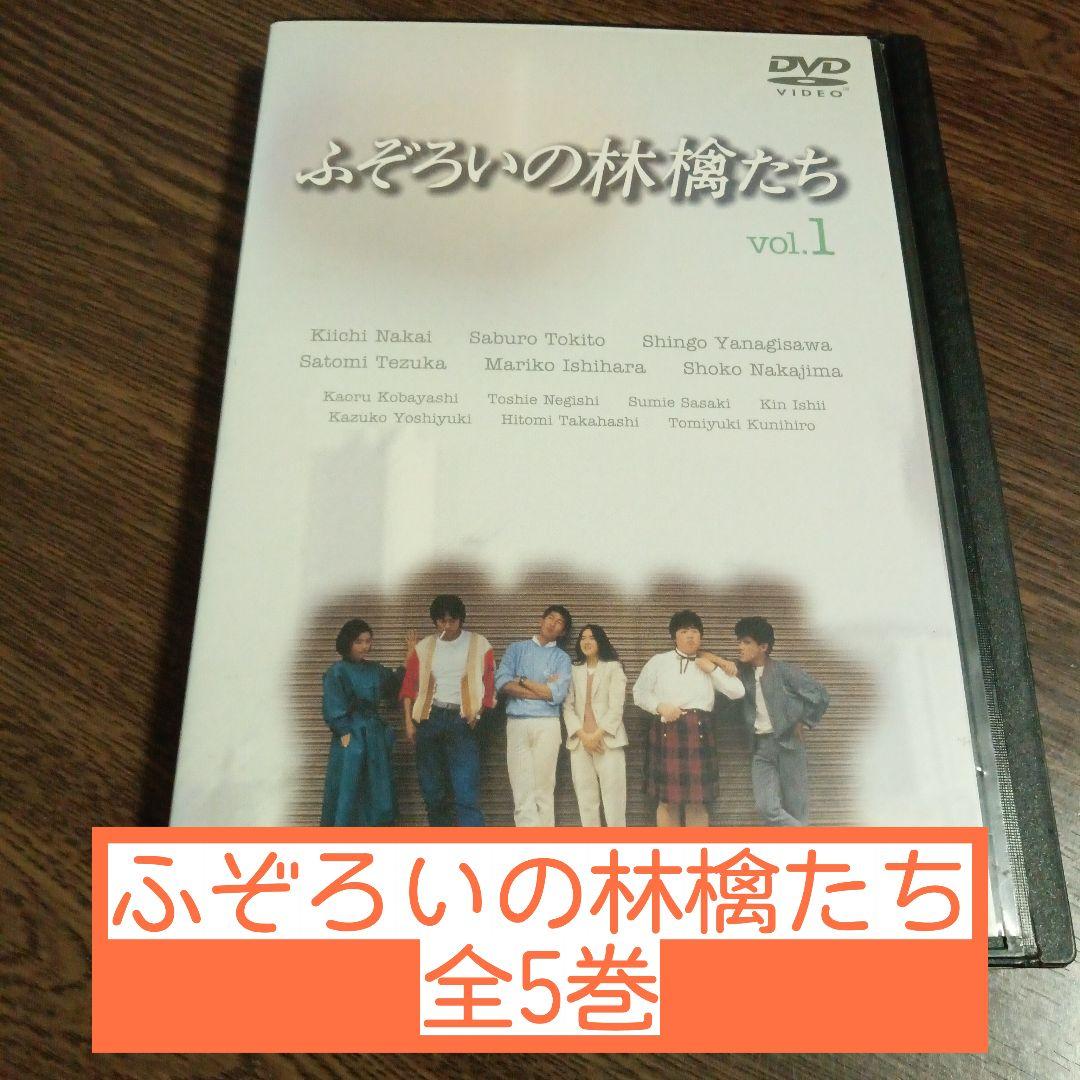 DVD
VIDEO
ふぞろいの林檎たち
vol.1
Kiichi Nakai Saburo Tokito Shingo Yanagisawa
Satomi Tezuka Mariko Ishihara Shoko Nakajima
Kaoru Kobayashi Toshie Negishi Sumie Sasaki Kin Ishii
Kazuko Yoshiyuki Hitomi Takahashi Tomiyuki Kunihiro
ふぞろいの林檎たち
全5巻